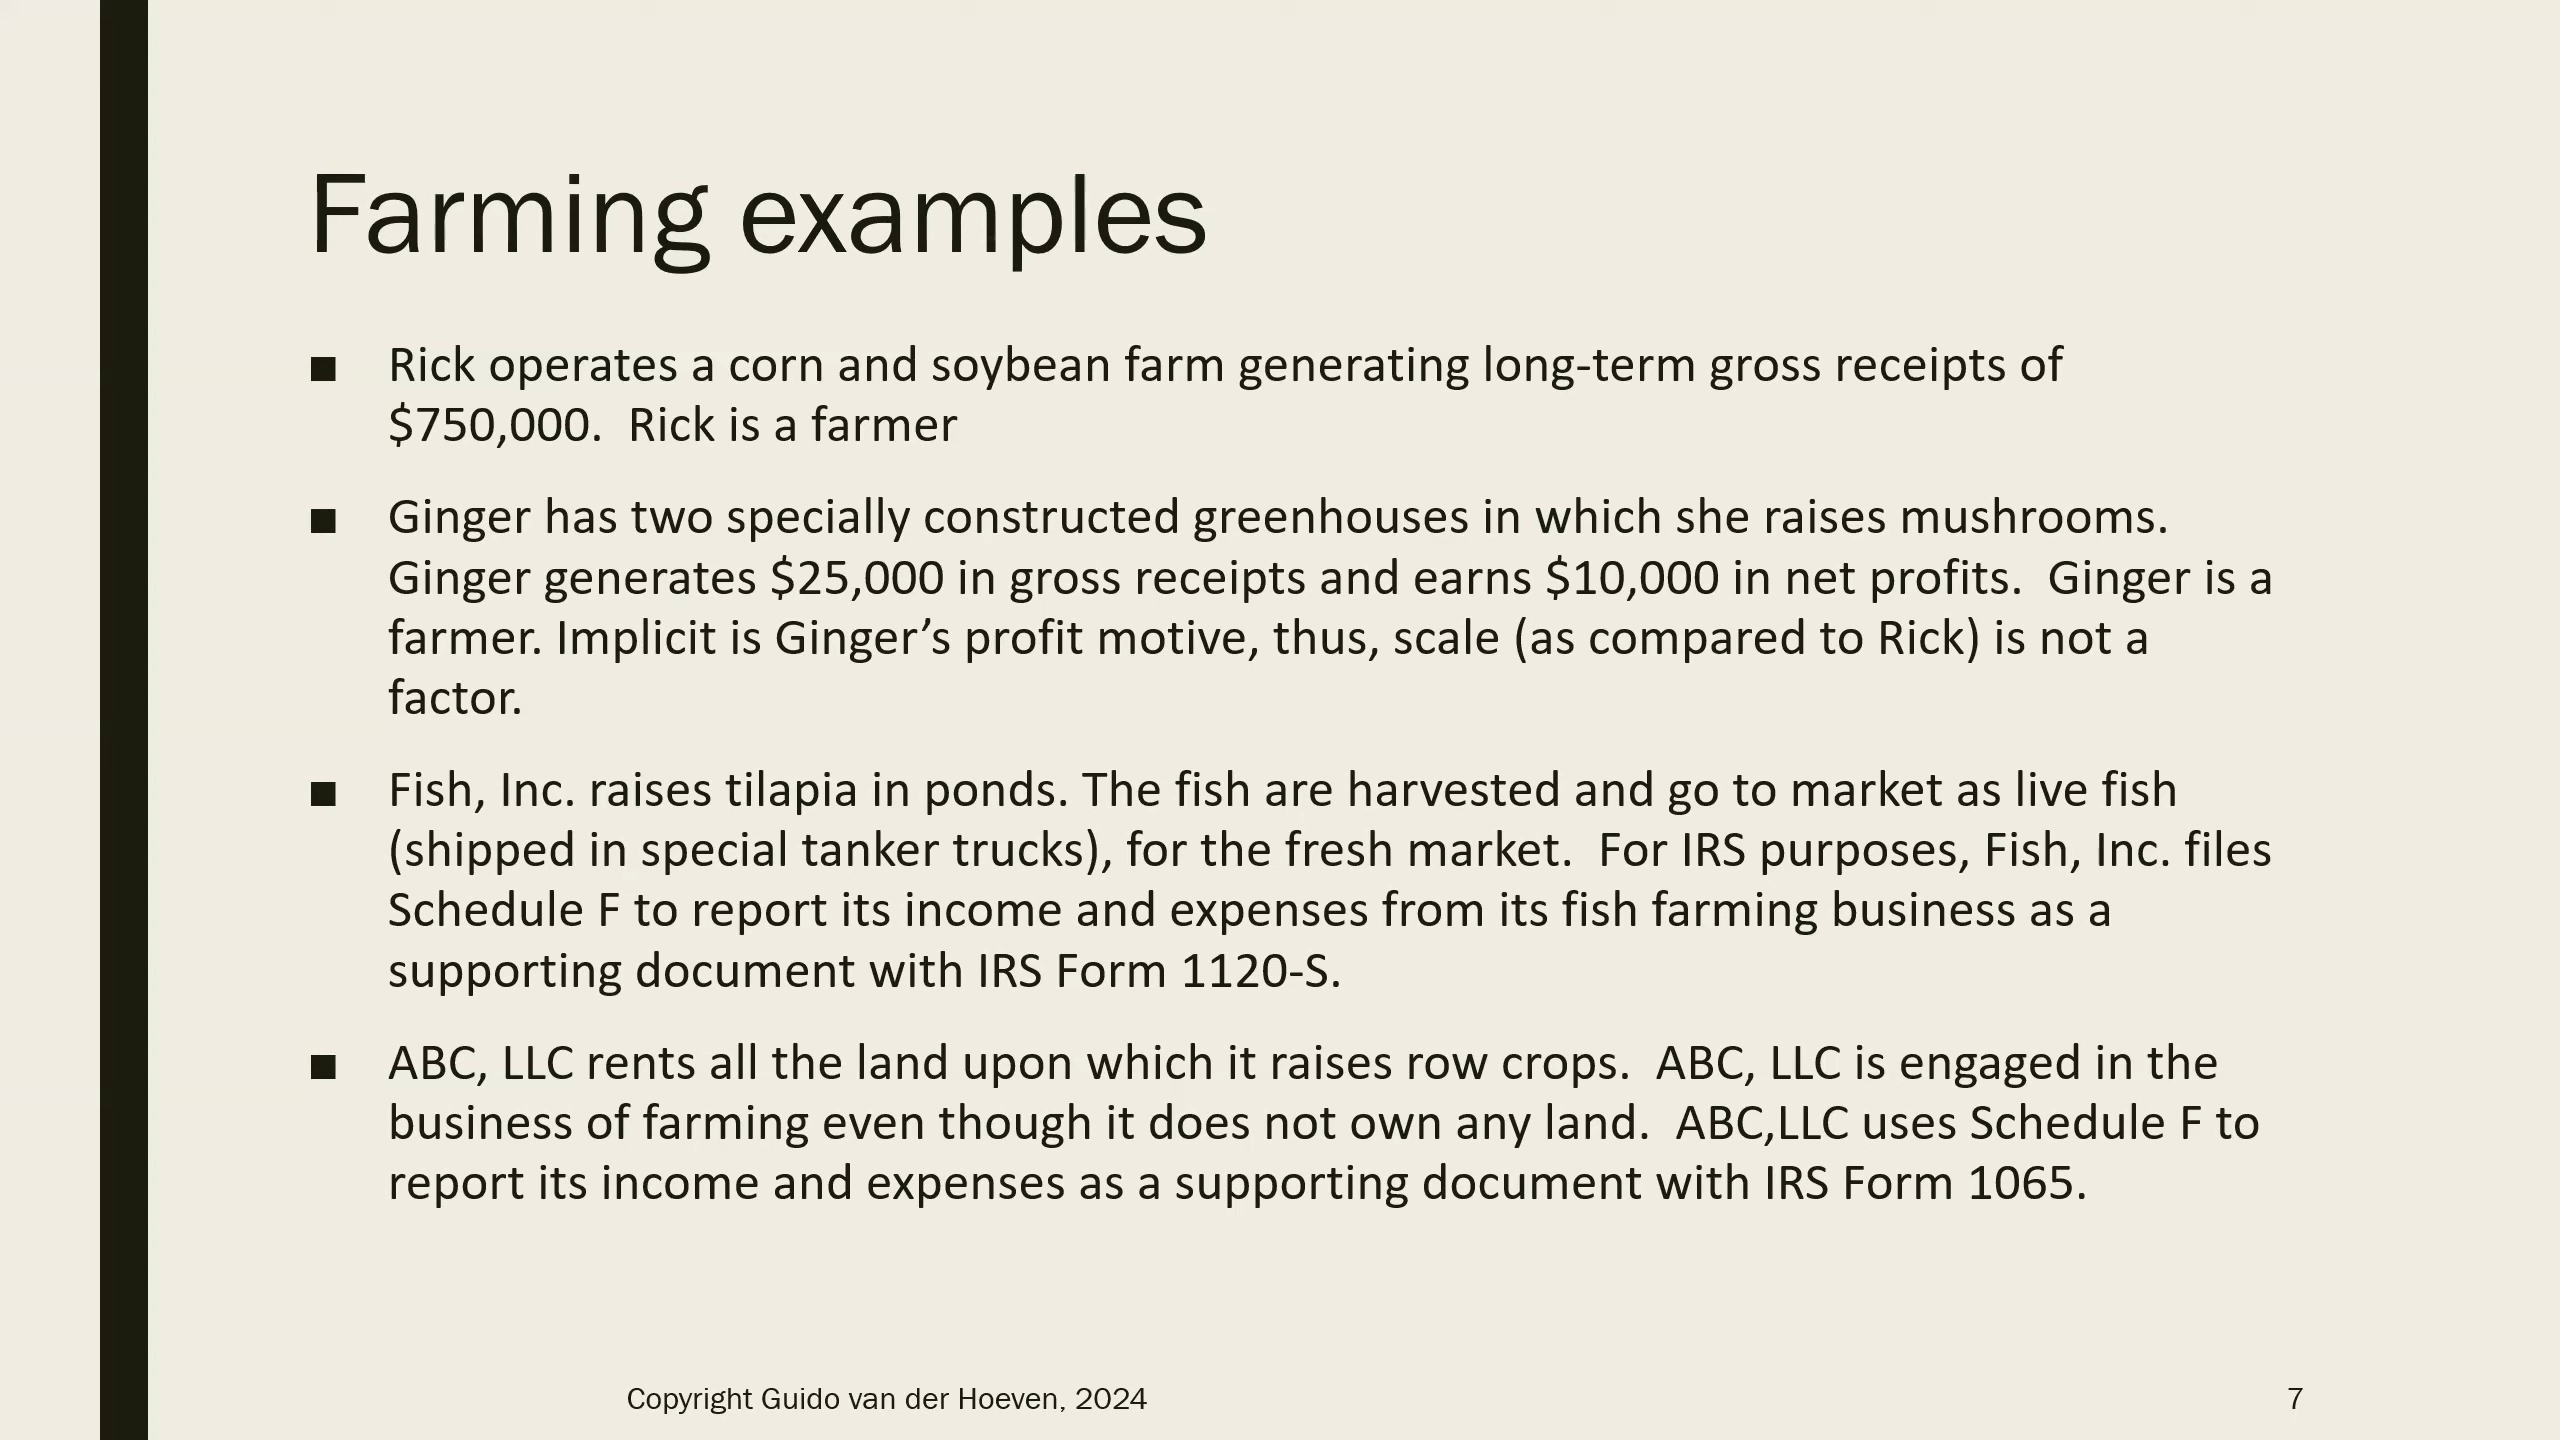 Farming examples
■ Rick operates a corn and soybean farm generating long-term gross receipts of
$750,000.  Rick is a farmer
■ Ginger has two specially constructed greenhouses in which she raises mushrooms.
Ginger generates $25,000 in gross receipts and earns $10,000 in net profits.  Ginger is a
farmer. Implicit is Ginger’s profit motive, thus, scale (as compared to Rick) is not a
factor.
■ Fish, Inc. raises tilapia in ponds. The fish are harvested and go to market as live fish
(shipped in special tanker trucks), for the fresh market.  For IRS purposes, Fish, Inc. files
Schedule F to report its income and expenses from its fish farming business as a
supporting document with IRS Form 1120-S.
■ ABC, LLC rents all the land upon which it raises row crops.  ABC, LLC is engaged in the
business of farming even though it does not own any land.  ABC,LLC uses Schedule F to
report its income and expenses as a supporting document with IRS Form 1065.
Copyright Guido van der Hoeven, 2024
7